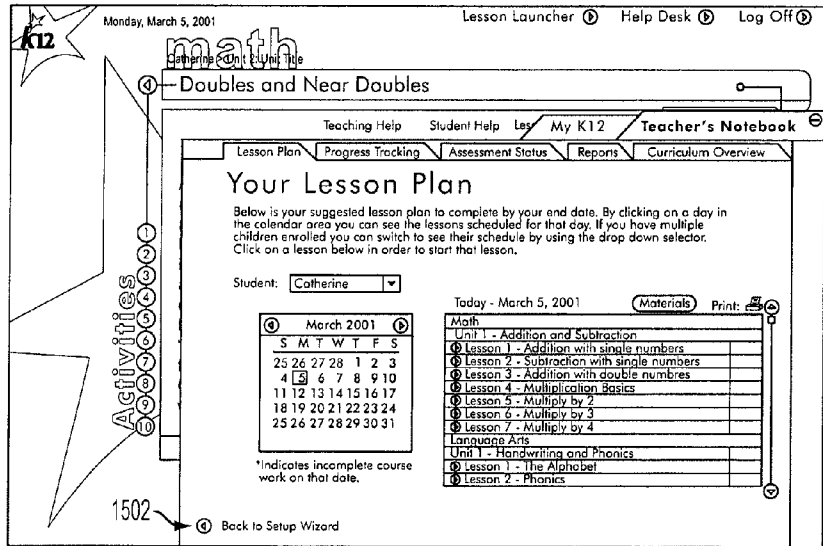 k12
Monday, March 5, 2001
Lesson Launcher
Help Desk
Log Off
math
Catherine > Unit 2: Unit Title
Doubles and Near Doubles
Teaching Help
Student Help
Les
My K12
Teacher's Notebook
Lesson Plan
Progress Tracking
Assessment Status
Reports
Curriculum Overview
Your Lesson Plan
Below is your suggested lesson plan to complete by your end date. By clicking on a day in
the calendar area you can see the lessons scheduled for that day. If you have multiple
children enrolled you can switch to see their schedule by using the drop down selector.
Click on a lesson below in order to start that lesson.
Activities
1
2
3
4
5
6
7
8
9
10
Student: Catherine
March 2001
S M T W T F S
25 26 27 28 1 2 3
4 5 6 7 8 9 10
11 12 13 14 15 16 17
18 19 20 21 22 23 24
25 26 27 28 29 30 31
*Indicates incomplete course
work on that date.
Today - March 5, 2001
Materials
Print:
Math
Unit 1 - Addition and Subtraction
Lesson 1 - Addition with single numbers
Lesson 2 - Subtraction with single numbers
Lesson 3 - Addition with double numbres
Lesson 4 - Multiplication Basics
Lesson 5 - Multiply by 2
Lesson 6 - Multiply by 3
Lesson 7 - Multiply by 4
Language Arts
Unit 1 - Handwriting and Phonics
Lesson 1 - The Alphabet
Lesson 2 - Phonics
1502
Back to Setup Wizard